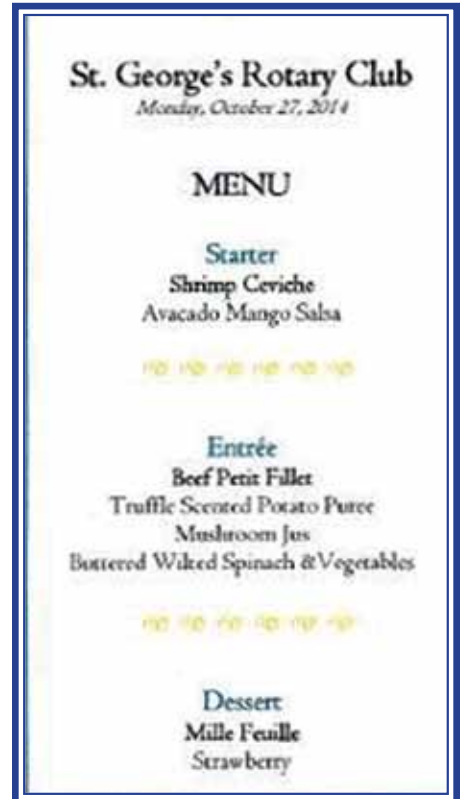 St. George's Rotary Club
Monday, October 27, 2014
MENU
Starter
Shrimp Ceviche
Avacado Mango Salsa
Entrée
Beef Petit Fillet
Truffle Scented Potato Puree
Mushroom Jus
Buttered Wilted Spinach & Vegetables
Dessert
Mille Feuille
Strawberry